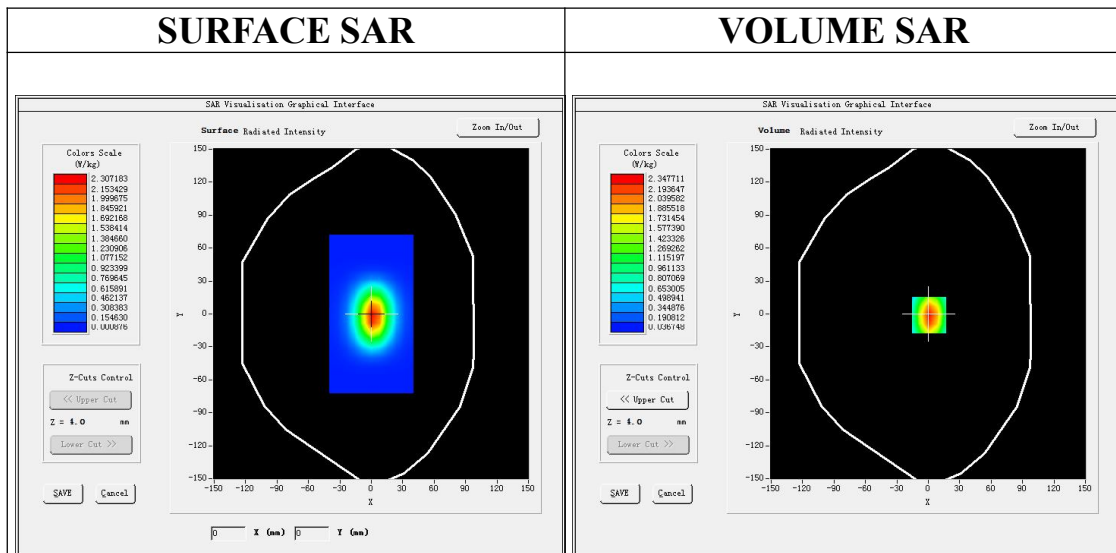 SURFACE SAR
VOLUME SAR
SAR Visualisation Graphical Interface
Surface Radiated Intensity
Zoom In/Out
Colors Scale
(W/kg)
2.307183
2.153429
1.999675
1.845921
1.692168
1.538414
1.384660
1.230906
1.077152
0.923399
0.769645
0.615891
0.462137
0.308383
0.154630
0.000876
Z-Cuts Control
<< Upper Cut
Z = 4.0 mm
Lower Cut >>
SAVE
Cancel
150
120
90
60
30
0
-30
-60
-90
-120
-150
Y
-150 -120 -90 -60 -30 0 30 60 90 120 150
X
0 X (mm) 0 Y (mm)
SAR Visualisation Graphical Interface
Volume Radiated Intensity
Zoom In/Out
Colors Scale
(W/kg)
2.347711
2.193647
2.039582
1.885518
1.731454
1.577390
1.423326
1.269262
1.115197
0.961133
0.807069
0.653005
0.498941
0.344876
0.190812
0.036748
Z-Cuts Control
<< Upper Cut
Z = 4.0 mm
Lower Cut >>
SAVE
Cancel
150
120
90
60
30
0
-30
-60
-90
-120
-150
Y
-150 -120 -90 -60 -30 0 30 60 90 120 150
X